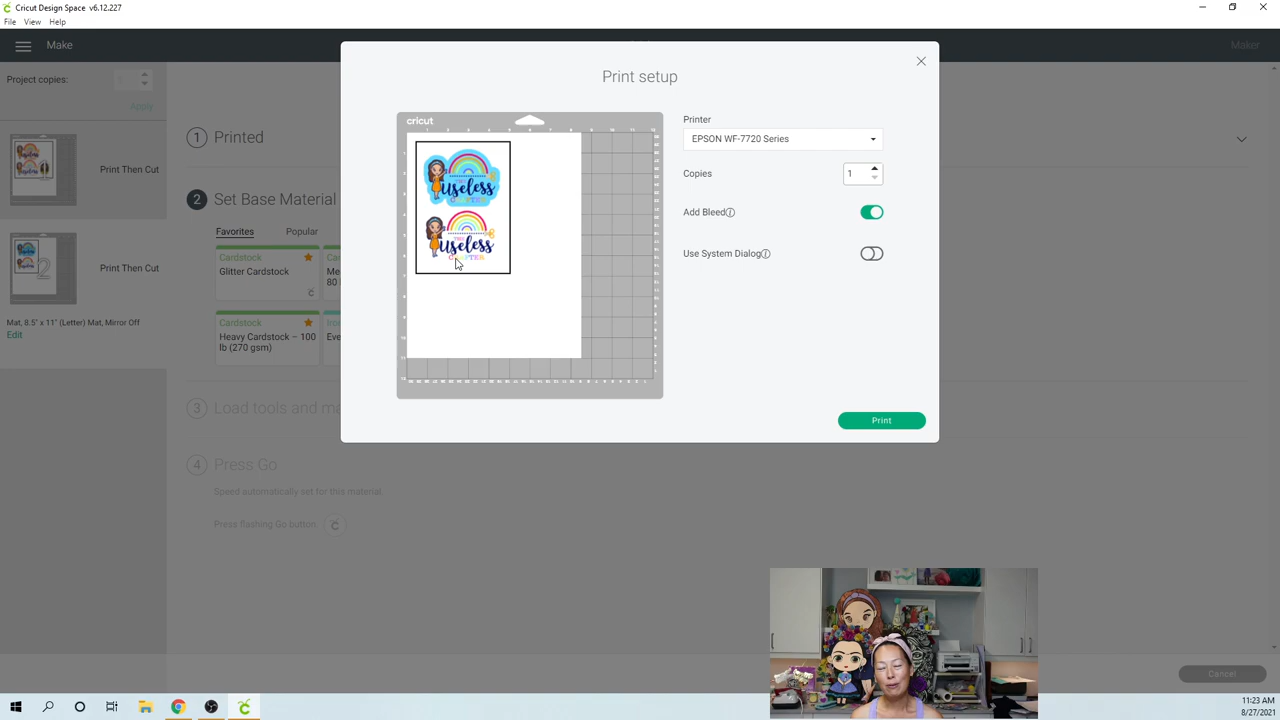 Cricut Design Space v6.12.227
File View Help
Make
Maker
Project copies:
Apply
Print Then Cut
Print Then Cut
Mat, 8.5" x 11" (Letter) Mat, Mirror Off
Edit
1 Printed
2 Set Base Material
Favorites Popular
Cardstock
Glitter Cardstock
Cardstock
Heavy Cardstock – 100
lb (270 gsm)
3 Load tools and ma
4 Press Go
Speed automatically set for this material.
Press flashing Go button.
Print setup
cricut
useless
useless
Printer
EPSON WF-7720 Series
Copies
1
Add Bleed
Use System Dialog
Print
Cancel
11:23 AM
8/27/2021